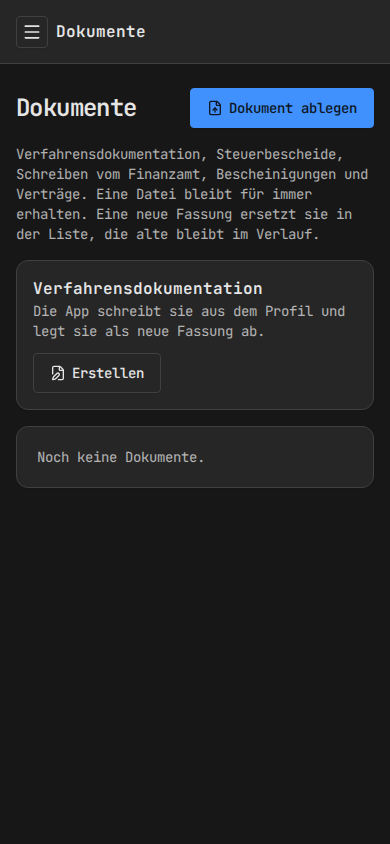 Dokumente
Dokumente
Dokument ablegen
Verfahrensdokumentation, Steuerbescheide,
Schreiben vom Finanzamt, Bescheinigungen und
Verträge. Eine Datei bleibt für immer
erhalten. Eine neue Fassung ersetzt sie in
der Liste, die alte bleibt im Verlauf.
Verfahrensdokumentation
Die App schreibt sie aus dem Profil und
legt sie als neue Fassung ab.
Erstellen
Noch keine Dokumente.